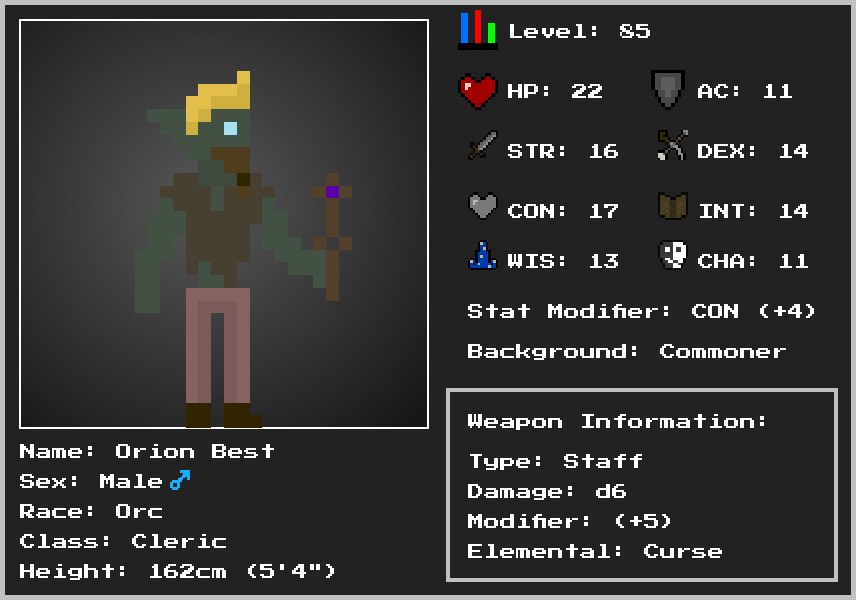 Level: 85
HP: 22
AC: 11
STR: 16
DEX: 14
CON: 17
INT: 14
WIS: 13
CHA: 11
Stat Modifier: CON (+4)
Background: Commoner
Weapon Information:
Type: Staff
Damage: d6
Modifier: (+5)
Elemental: Curse
Name: Orion Best
Sex: Male ♂
Race: Orc
Class: Cleric
Height: 162cm (5'4")